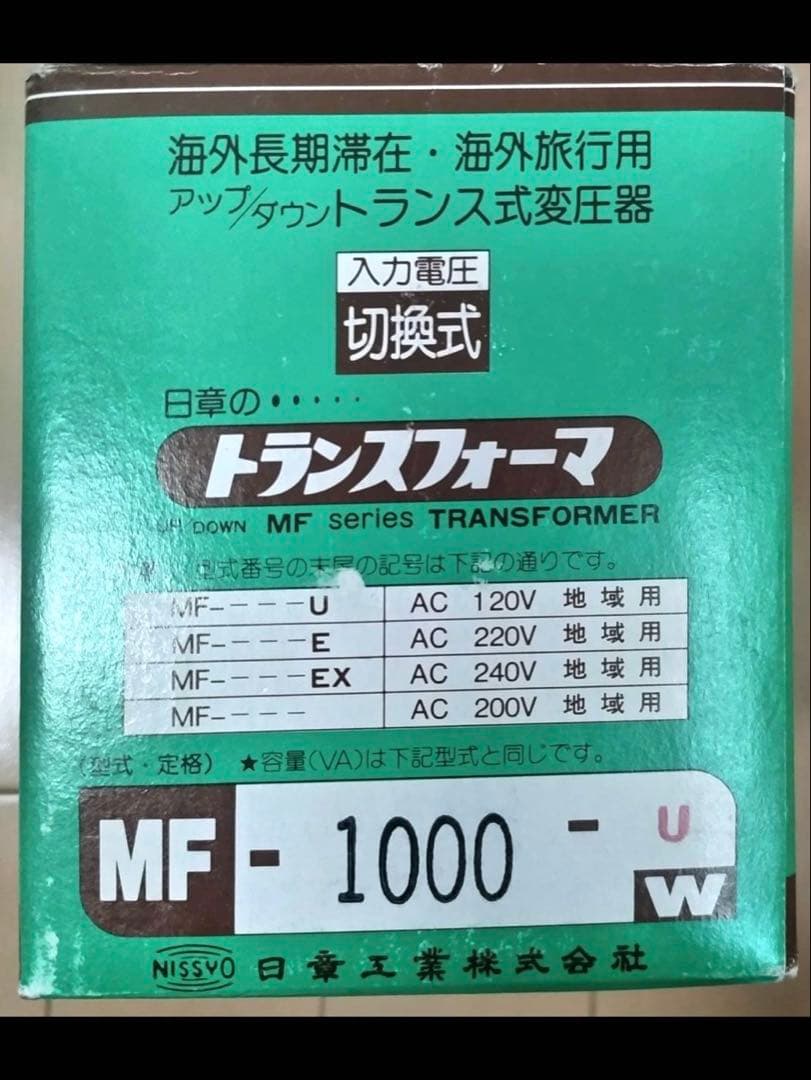 海外長期滞在・海外旅行用
アップ/ダウントランス式変圧器
入力電圧
切換式
日章の・・・・・
トランスフォーマ
UP/DOWN MF series TRANSFORMER
型式番号の末尾の記号は下記の通りです。
MF-－－－U AC 120V 地域用
MF-－－－E AC 220V 地域用
MF-－－－EX AC 240V 地域用
MF-－－－ AC 200V 地域用
(型式・定格) ★容量(VA)は下記型式と同じです。
MF - 1000 - U
W
NISSYO 日章工業株式会社